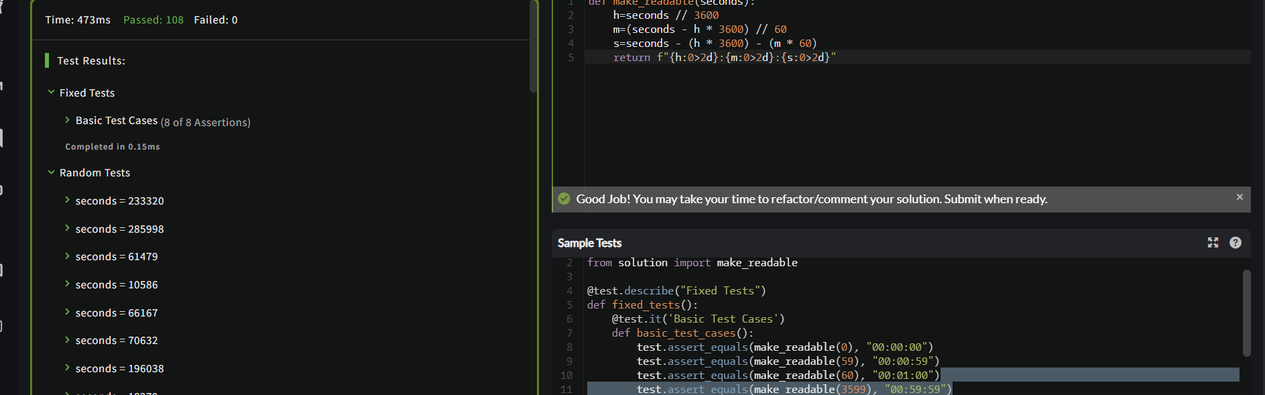 Time: 473ms Passed: 108 Failed: 0
Test Results:
Fixed Tests
Basic Test Cases (8 of 8 Assertions)
Completed in 0.15ms
Random Tests
seconds = 233320
seconds = 285998
seconds = 61479
seconds = 10586
seconds = 66167
seconds = 70632
seconds = 196038
1 def make_readable(seconds):
2 h=seconds // 3600
3 m=(seconds - h * 3600) // 60
4 s=seconds - (h * 3600) - (m * 60)
5 return f"{h:0>2d}:{m:0>2d}:{s:0>2d}"
Good Job! You may take your time to refactor/comment your solution. Submit when ready.
Sample Tests
2 from solution import make_readable
3
4 @test.describe("Fixed Tests")
5 def fixed_tests():
6 @test.it('Basic Test Cases')
7 def basic_test_cases():
8 test.assert_equals(make_readable(0), "00:00:00")
9 test.assert_equals(make_readable(59), "00:00:59")
10 test.assert_equals(make_readable(60), "00:01:00")
11 test.assert_equals(make_readable(3599), "00:59:59")